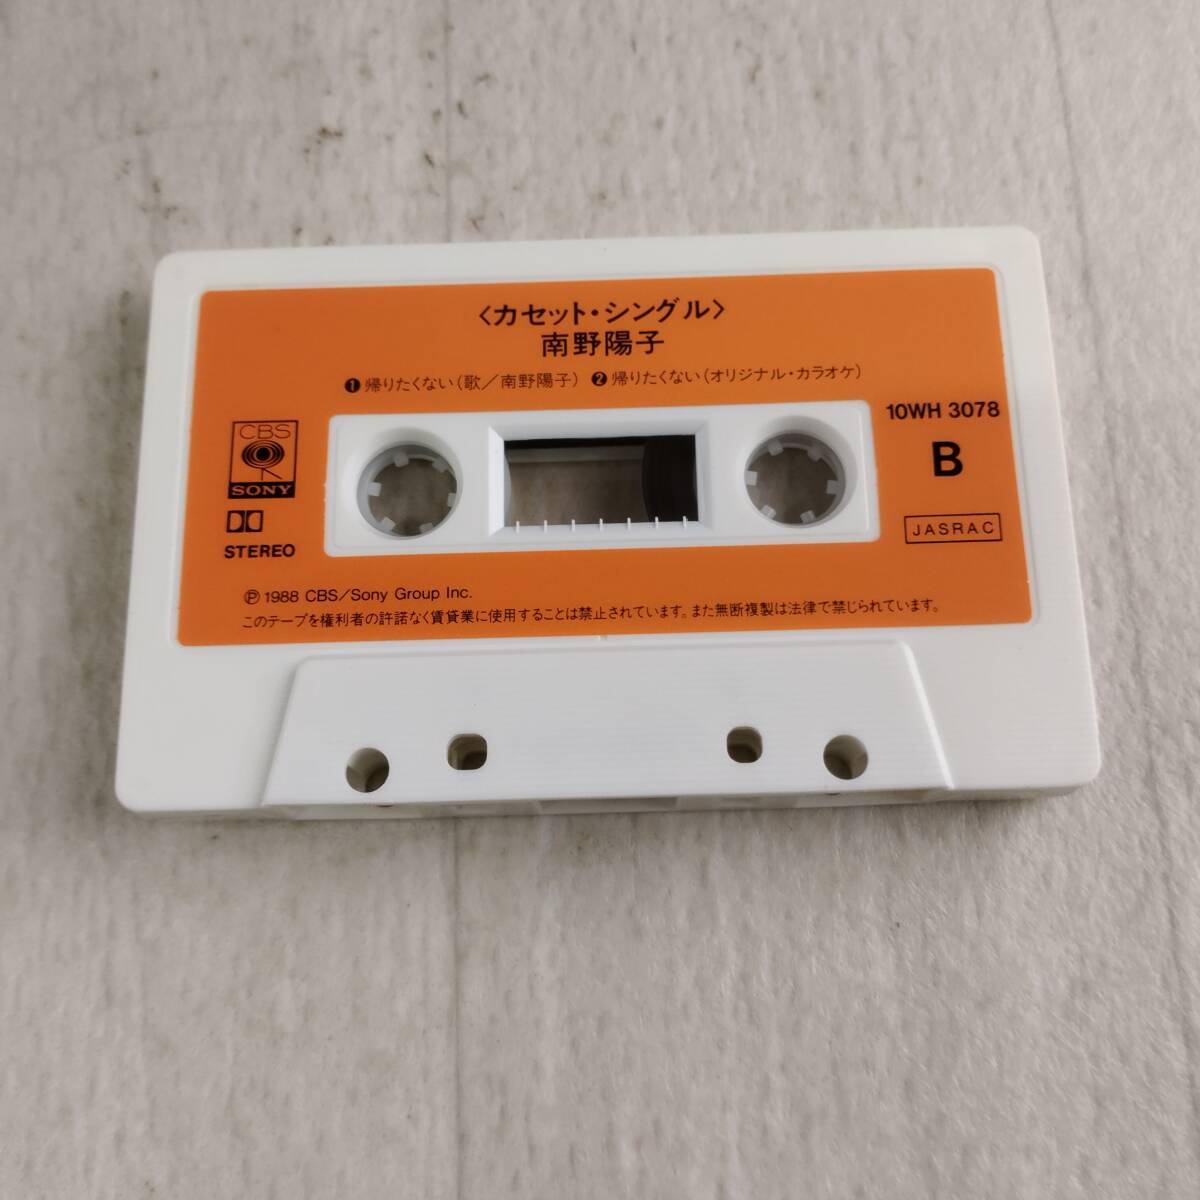 〈カセット・シングル〉
南野陽子
❶帰りたくない(歌／南野陽子) ❷帰りたくない(オリジナル・カラオケ)
10WH 3078
B
CBS
SONY
STEREO
JASRAC
Ⓟ1988 CBS／Sony Group Inc.
このテープを権利者の許諾なく賃貸業に使用することは禁止されています。また無断複製は法律で禁じられています。